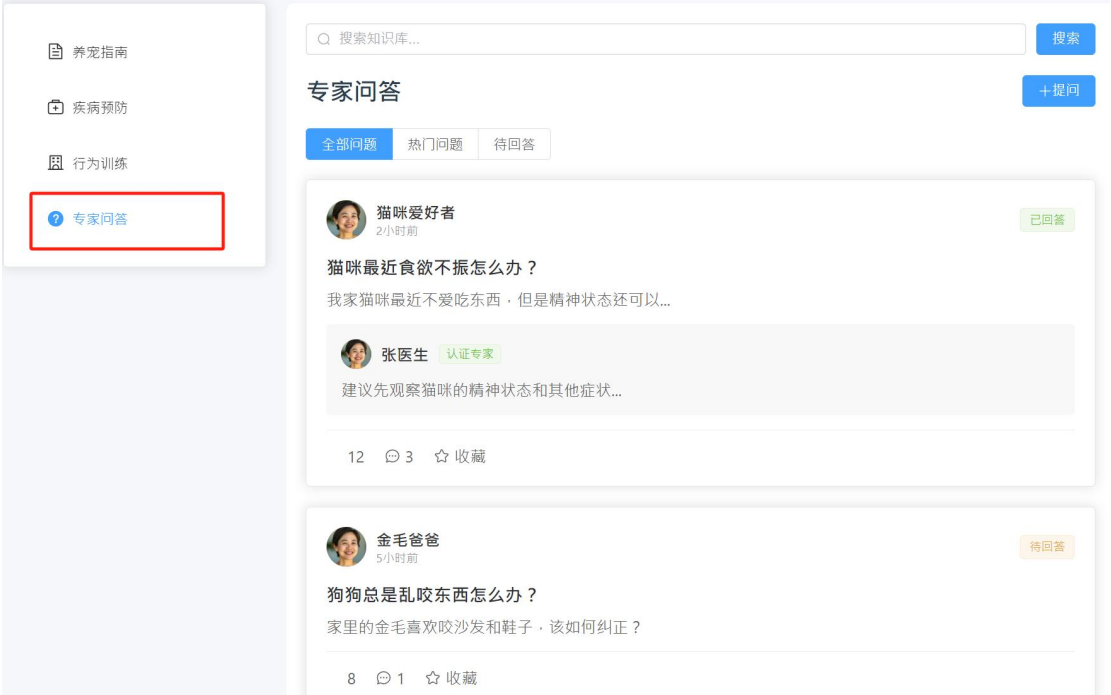 养宠指南
疾病预防
行为训练
专家问答
搜索知识库...
搜索
专家问答
+提问
全部问题 热门问题 待回答
猫咪爱好者
2小时前
已回答
猫咪最近食欲不振怎么办？
我家猫咪最近不爱吃东西，但是精神状态还可以...
张医生 认证专家
建议先观察猫咪的精神状态和其他症状...
12 3 收藏
金毛爸爸
5小时前
待回答
狗狗总是乱咬东西怎么办？
家里的金毛喜欢咬沙发和鞋子，该如何纠正？
8 1 收藏